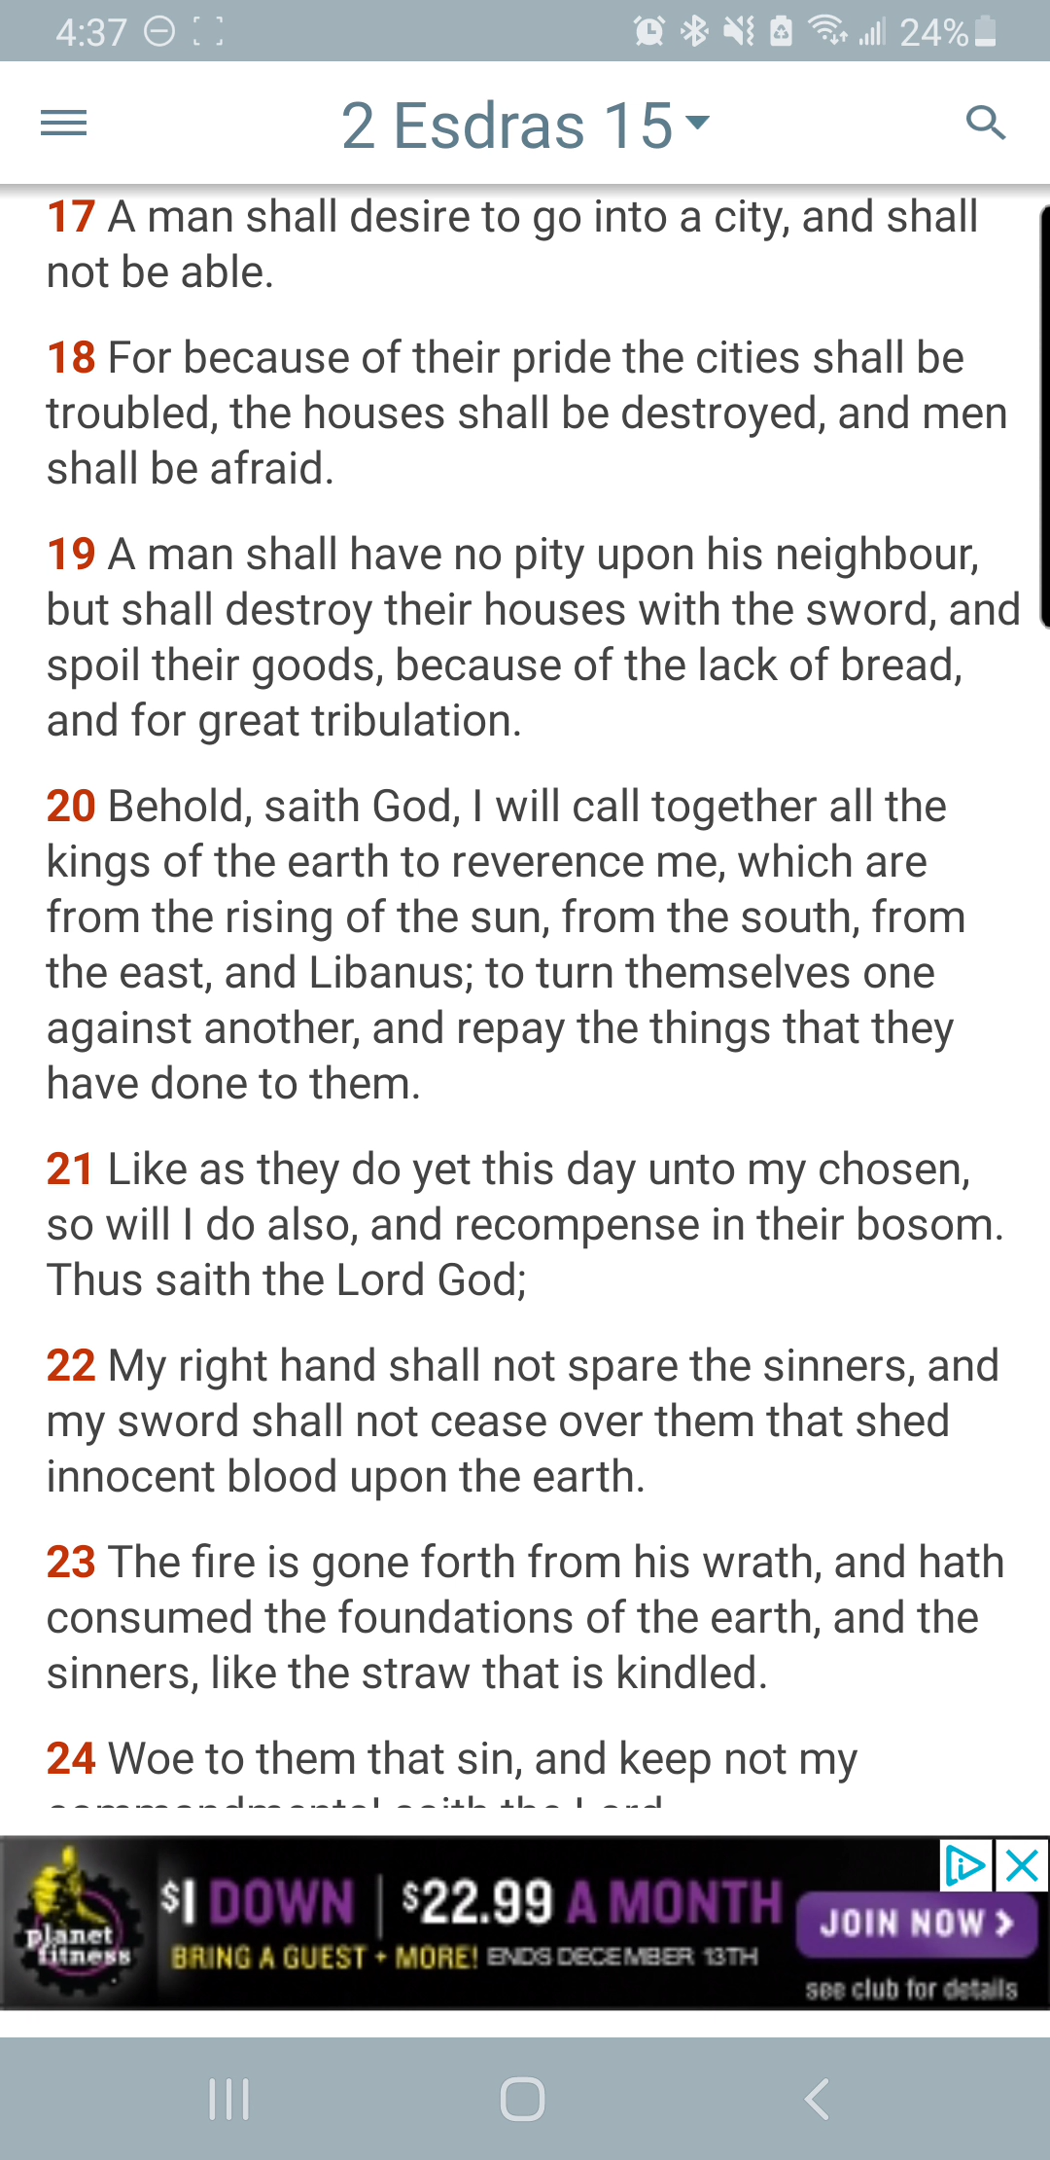 4:37
24%
2 Esdras 15
17 A man shall desire to go into a city, and shall
not be able.
18 For because of their pride the cities shall be
troubled, the houses shall be destroyed, and men
shall be afraid.
19 A man shall have no pity upon his neighbour,
but shall destroy their houses with the sword, and
spoil their goods, because of the lack of bread,
and for great tribulation.
20 Behold, saith God, I will call together all the
kings of the earth to reverence me, which are
from the rising of the sun, from the south, from
the east, and Libanus; to turn themselves one
against another, and repay the things that they
have done to them.
21 Like as they do yet this day unto my chosen,
so will I do also, and recompense in their bosom.
Thus saith the Lord God;
22 My right hand shall not spare the sinners, and
my sword shall not cease over them that shed
innocent blood upon the earth.
23 The fire is gone forth from his wrath, and hath
consumed the foundations of the earth, and the
sinners, like the straw that is kindled.
24 Woe to them that sin, and keep not my
commandments! saith the Lord
planet
fitness
$1 DOWN | $22.99 A MONTH
BRING A GUEST + MORE! ENDS DECEMBER 13TH
JOIN NOW >
see club for details